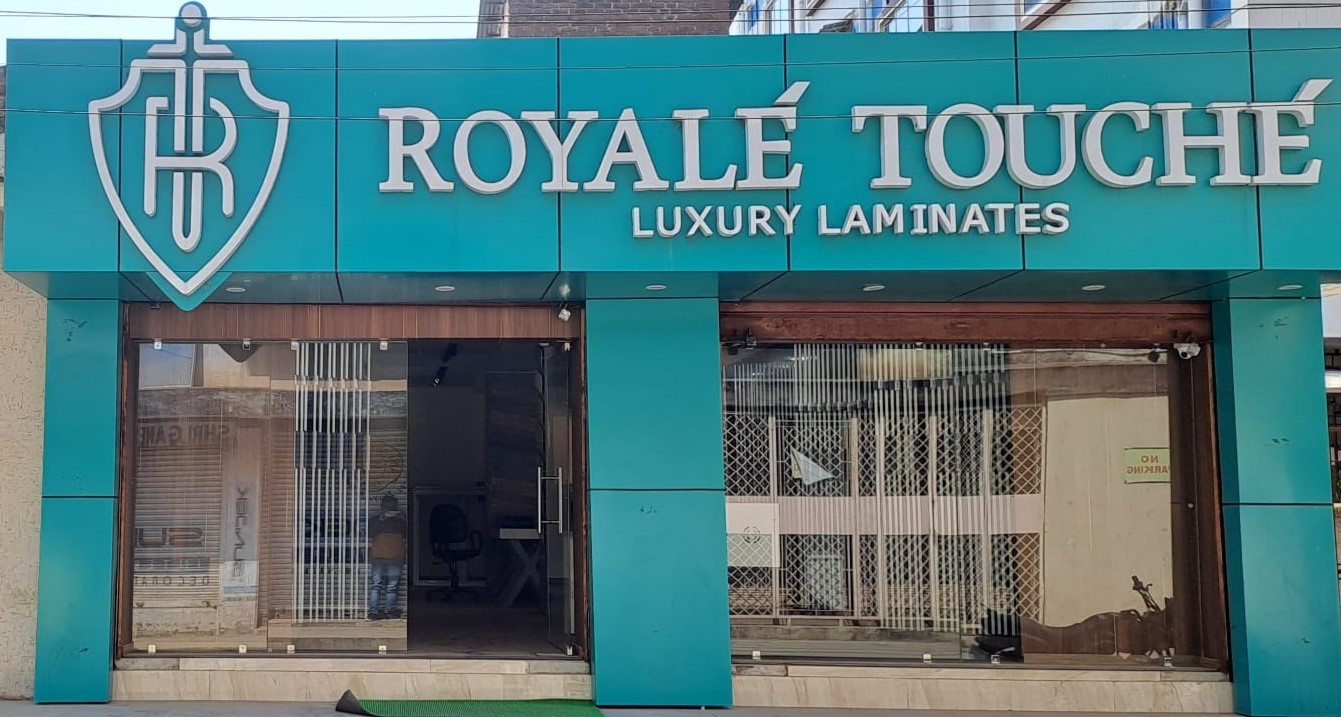 ROYALÉ TOUCHÉ
LUXURY LAMINATES
NO
PARKING